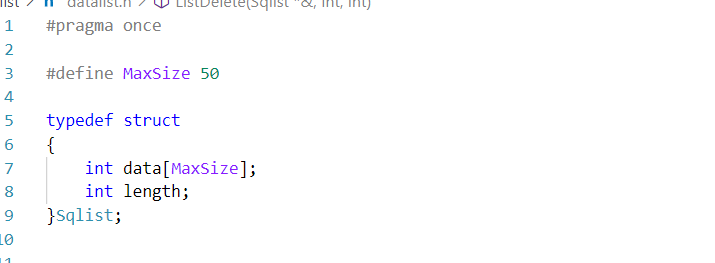 datalist.h > ListDelete(Sqlist *&, int, int)
1 #pragma once
2
3 #define MaxSize 50
4
5 typedef struct
6 {
7 int data[MaxSize];
8 int length;
9 }Sqlist;
10